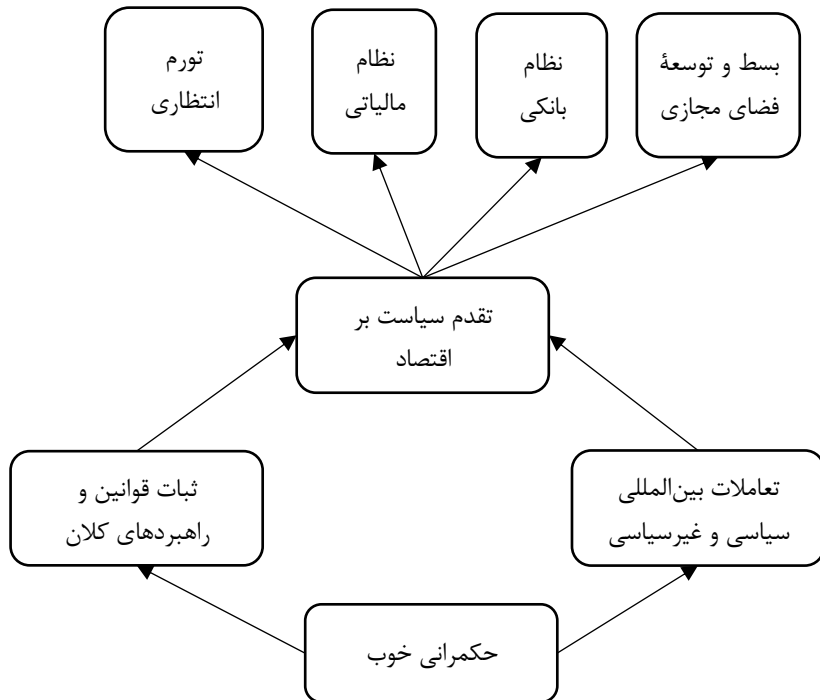 بسط و توسعهٔ
فضای مجازی
نظام
بانکی
نظام
مالیاتی
تورم
انتظاری
تقدم سیاست بر
اقتصاد
تعاملات بین‌المللی
سیاسی و غیرسیاسی
ثبات قوانین و
راهبردهای کلان
حکمرانی خوب